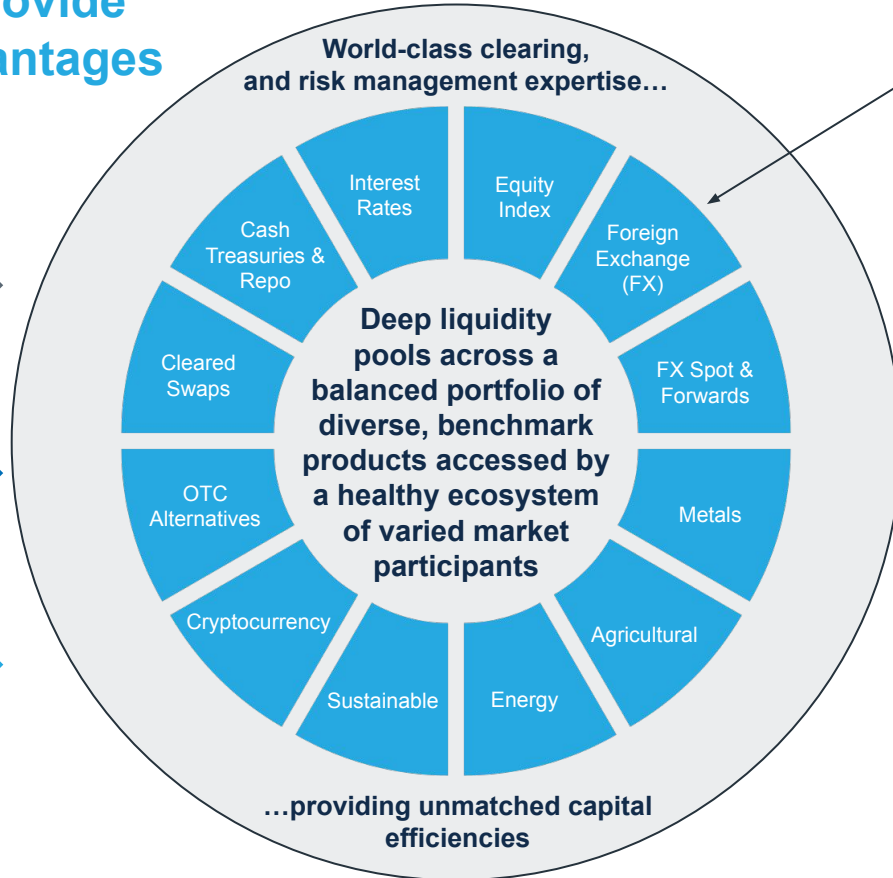 World-class clearing,
and risk management expertise…
Interest
Rates
Equity
Index
Foreign
Exchange
(FX)
FX Spot &
Forwards
Metals
Agricultural
Energy
Sustainable
Cryptocurrency
OTC
Alternatives
Cleared
Swaps
Cash
Treasuries &
Repo
Deep liquidity
pools across a
balanced portfolio of
diverse, benchmark
products accessed by
a healthy ecosystem
of varied market
participants
…providing unmatched capital
efficiencies